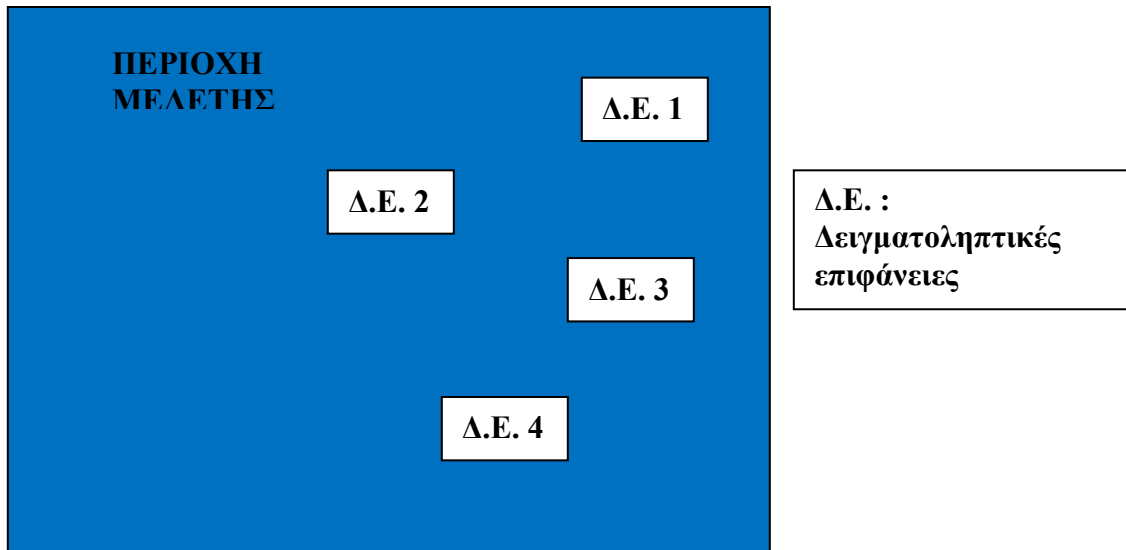 ΠΕΡΙΟΧΗ
ΜΕΛΕΤΗΣ
Δ.Ε. 1
Δ.Ε. 2
Δ.Ε. 3
Δ.Ε. 4
Δ.Ε. :
Δειγματοληπτικές
επιφάνειες